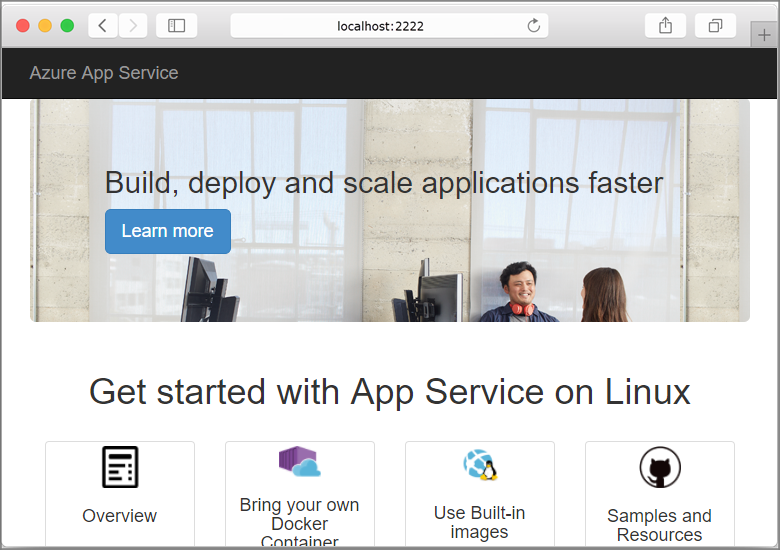 localhost:2222
Azure App Service
Build, deploy and scale applications faster
Learn more
Get started with App Service on Linux
Overview
Bring your own
Docker
Container
Use Built-in
images
Samples and
Resources